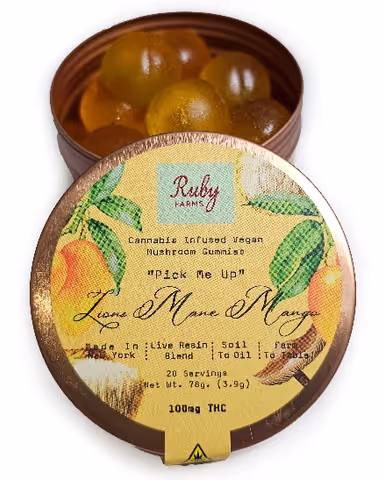 Ruby
FARMS
Cannabis Infused Vegan
Mushroom Gummies
"Pick Me Up"
Lions Mane Mango
Made In Live Resin Soil Farm
New York Blend To Oil To Table
20 Servings
Net Wt. 78g. (3.9g)
100mg THC